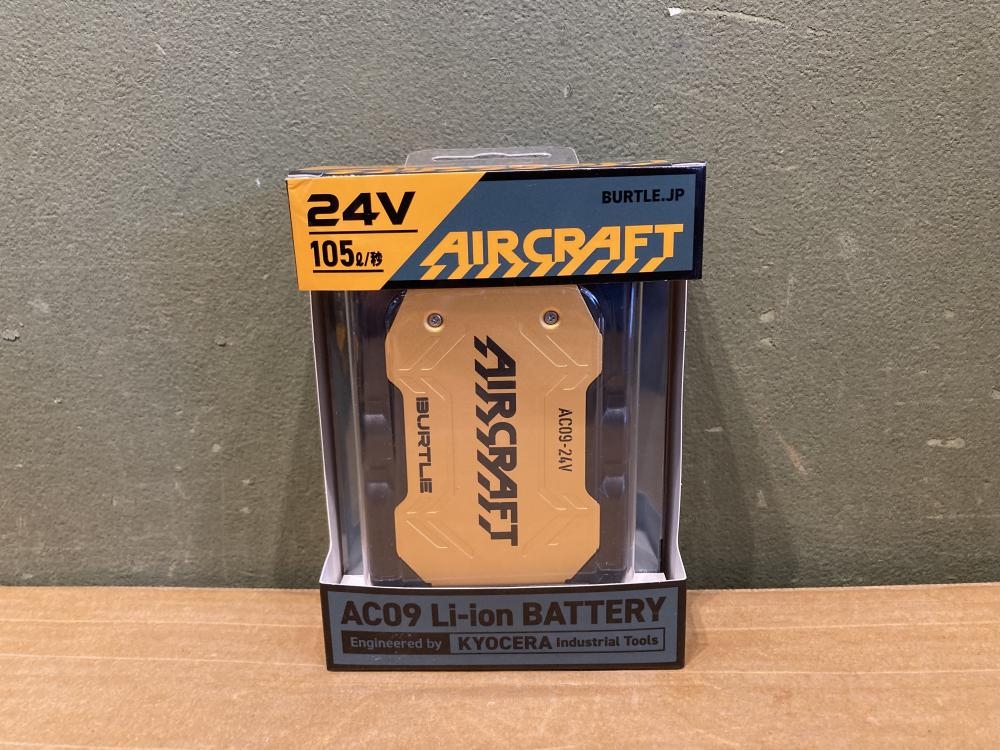 24V
105ℓ/秒
BURTLE.JP
AIRCRAFT
AIRCRAFT
BURTLE
AC09-24V
AC09 Li-ion BATTERY
Engineered by KYOCERA Industrial Tools